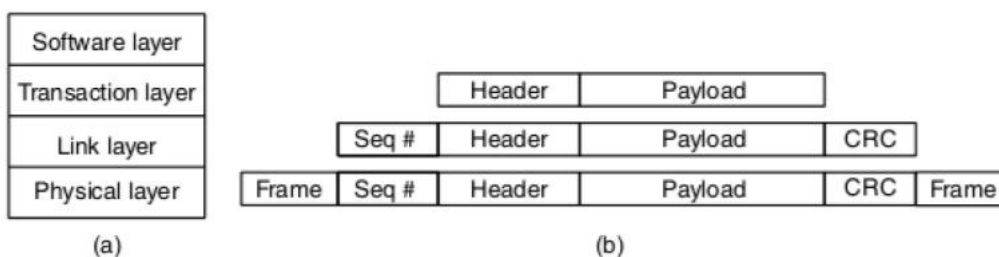 Software layer
Transaction layer Header Payload
Link layer Seq # Header Payload CRC
Physical layer Frame Seq # Header Payload CRC Frame
(a) (b)